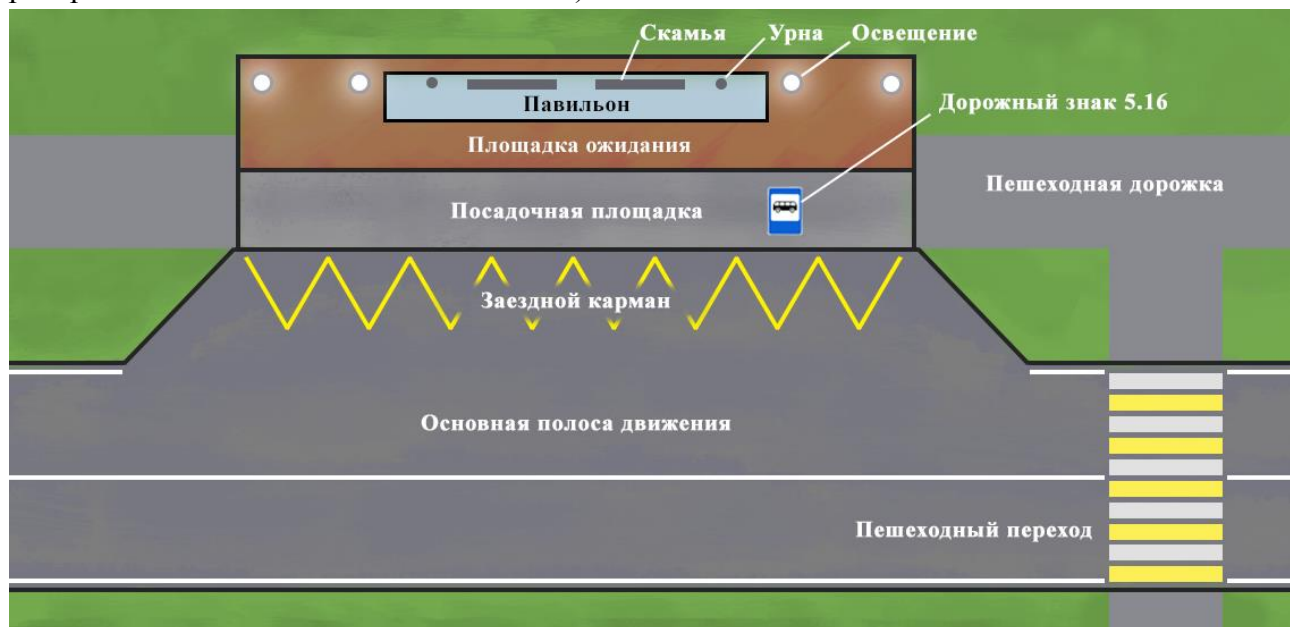 Скамья
Урна
Освещение
Павильон
Дорожный знак 5.16
Площадка ожидания
Пешеходная дорожка
Посадочная площадка
Заездной карман
Основная полоса движения
Пешеходный переход